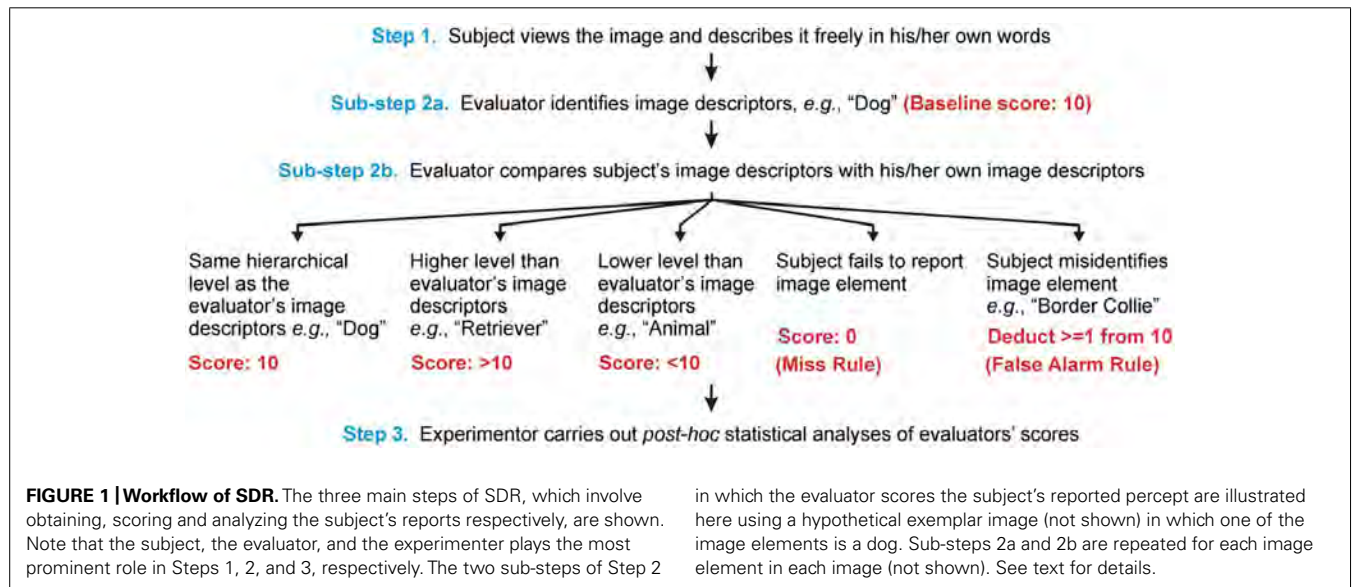 Step 1. Subject views the image and describes it freely in his/her own words
Sub-step 2a. Evaluator identifies image descriptors, e.g., “Dog” (Baseline score: 10)
Sub-step 2b. Evaluator compares subject's image descriptors with his/her own image descriptors
Same hierarchical
level as the
evaluator's image
descriptors e.g., “Dog”
Score: 10
Higher level than
evaluator's image
descriptors
e.g., “Retriever”
Score: >10
Lower level than
evaluator's image
descriptors
e.g., “Animal”
Score: <10
Subject fails to report
image element
Score: 0
(Miss Rule)
Subject misidentifies
image element
e.g., “Border Collie”
Deduct >=1 from 10
(False Alarm Rule)
Step 3. Experimentor carries out post-hoc statistical analyses of evaluators' scores
FIGURE 1 | Workflow of SDR. The three main steps of SDR, which involve
obtaining, scoring and analyzing the subject's reports respectively, are shown.
Note that the subject, the evaluator, and the experimenter plays the most
prominent role in Steps 1, 2, and 3, respectively. The two sub-steps of Step 2
in which the evaluator scores the subject's reported percept are illustrated
here using a hypothetical exemplar image (not shown) in which one of the
image elements is a dog. Sub-steps 2a and 2b are repeated for each image
element in each image (not shown). See text for details.